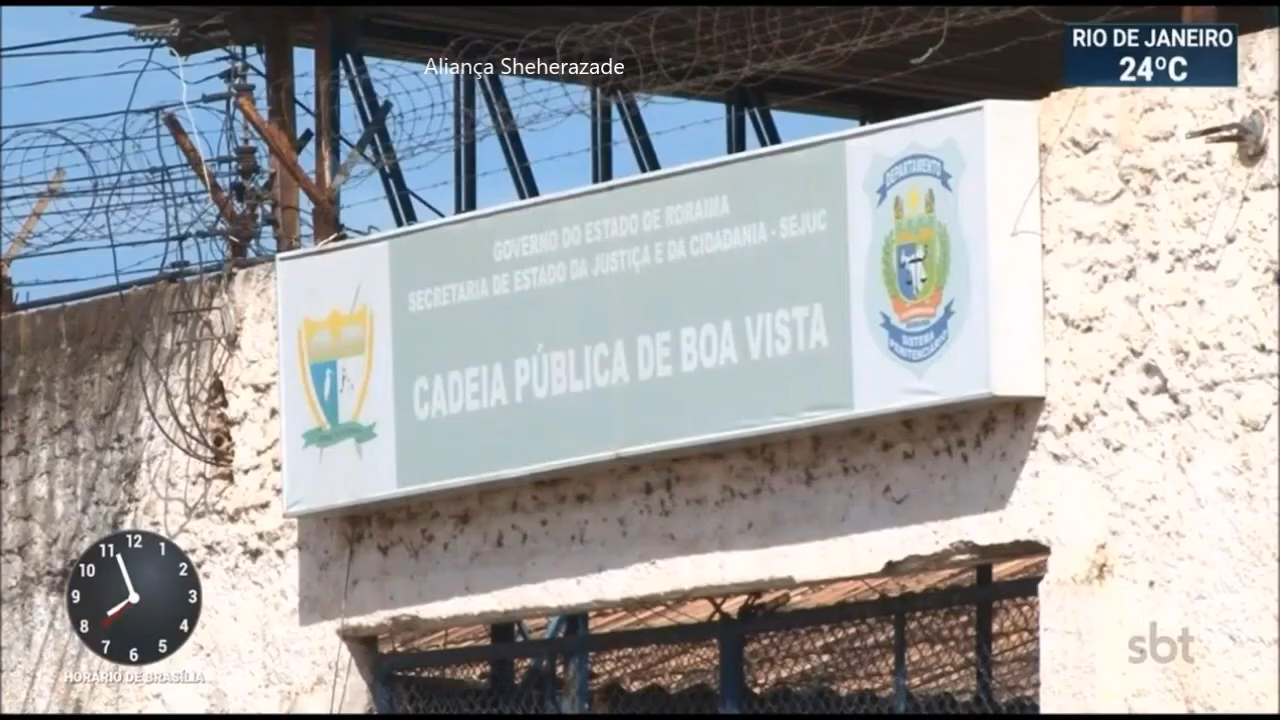 Aliança Sheherazade
RIO DE JANEIRO
24ºC
GOVERNO DO ESTADO DE RORAIMA
SECRETARIA DE ESTADO DA JUSTIÇA E DA CIDADANIA - SEJUC
CADEIA PÚBLICA DE BOA VISTA
DEPARTAMENTO
SISTEMA
PENITENCIÁRIO
12
1
2
3
4
5
6
7
8
9
10
11
HORÁRIO DE BRASÍLIA
sbt